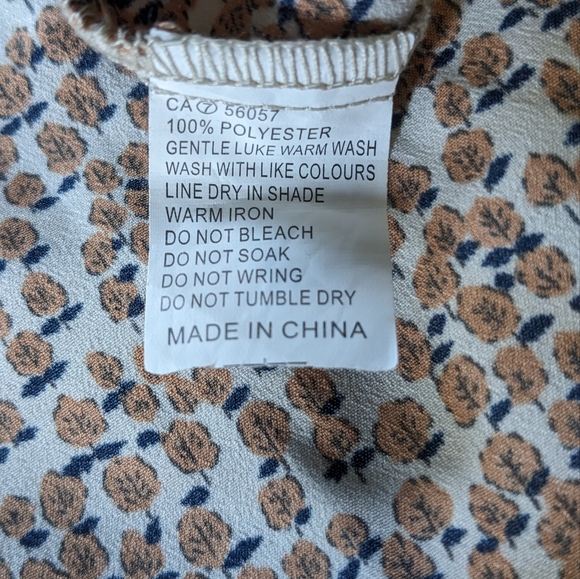 CA 56057
100% POLYESTER
GENTLE LUKE WARM WASH
WASH WITH LIKE COLOURS
LINE DRY IN SHADE
WARM IRON
DO NOT BLEACH
DO NOT SOAK
DO NOT WRING
DO NOT TUMBLE DRY
MADE IN CHINA